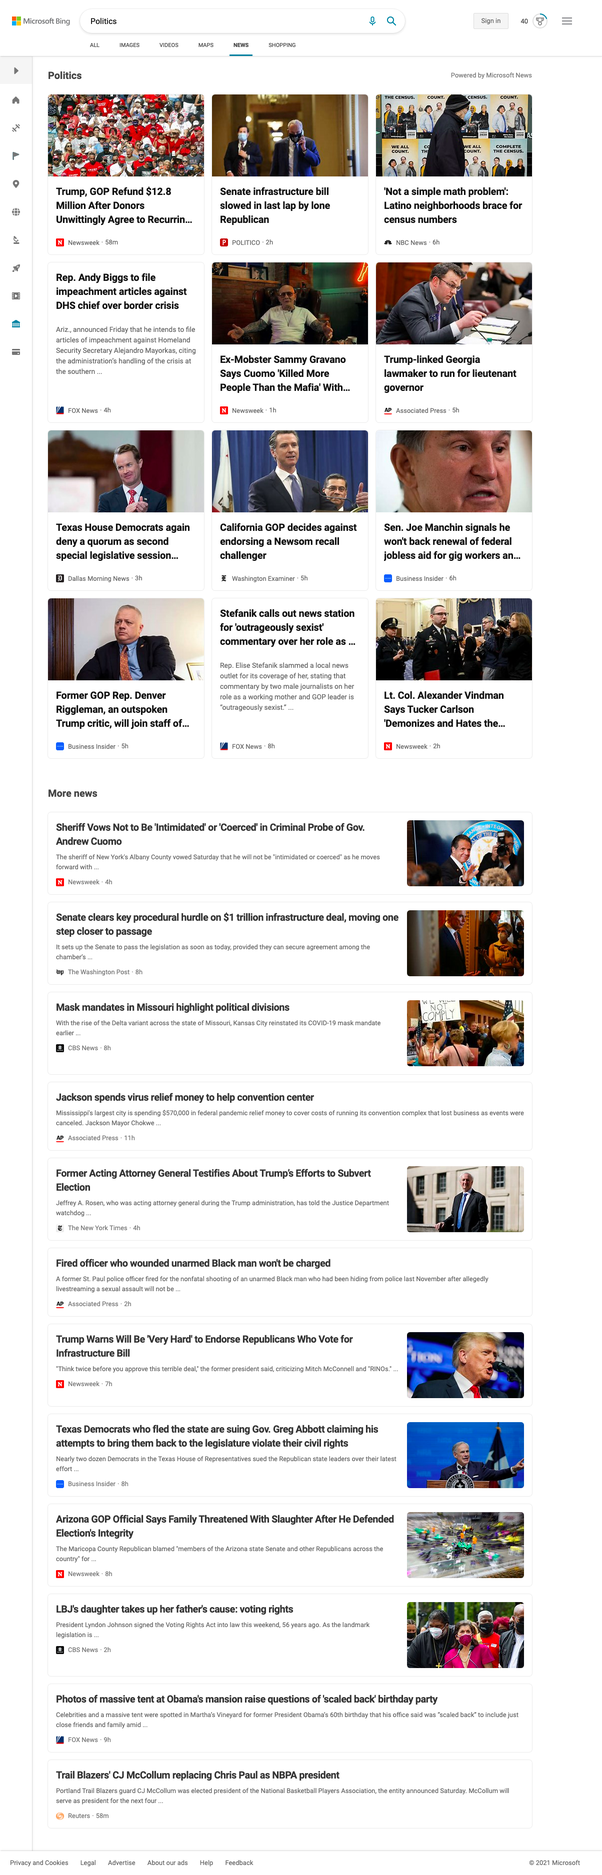 Microsoft Bing
Politics
Sign in
40
ALL
IMAGES
VIDEOS
MAPS
NEWS
SHOPPING
Politics
Powered by Microsoft News
Trump, GOP Refund $12.8
Million After Donors
Unwittingly Agree to Recurrin...
Newsweek · 58m
Senate infrastructure bill
slowed in last lap by lone
Republican
POLITICO · 2h
'Not a simple math problem':
Latino neighborhoods brace for
census numbers
NBC News · 6h
Rep. Andy Biggs to file
impeachment articles against
DHS chief over border crisis
Ariz., announced Friday that he intends to file
articles of impeachment against Homeland
Security Secretary Alejandro Mayorkas, citing
the administration's handling of the crisis at
the southern ...
FOX News · 4h
Ex-Mobster Sammy Gravano
Says Cuomo 'Killed More
People Than the Mafia' With...
Newsweek · 1h
Trump-linked Georgia
lawmaker to run for lieutenant
governor
Associated Press · 5h
Texas House Democrats again
deny a quorum as second
special legislative session...
Dallas Morning News · 3h
California GOP decides against
endorsing a Newsom recall
challenger
Washington Examiner · 5h
Sen. Joe Manchin signals he
won't back renewal of federal
jobless aid for gig workers an...
Business Insider · 6h
Former GOP Rep. Denver
Riggleman, an outspoken
Trump critic, will join staff of...
Business Insider · 5h
Stefanik calls out news station
for 'outrageously sexist'
commentary over her role as ...
Rep. Elise Stefanik slammed a local news
outlet for its coverage of her, stating that
commentary by two male journalists on her
role as a working mother and GOP leader is
"outrageously sexist." ...
FOX News · 8h
Lt. Col. Alexander Vindman
Says Tucker Carlson
'Demonizes and Hates the...
Newsweek · 2h
More news
Sheriff Vows Not to Be 'Intimidated' or 'Coerced' in Criminal Probe of Gov.
Andrew Cuomo
The sheriff of New York's Albany County vowed Saturday that he will not be "intimidated or coerced" as he moves
forward with ...
Newsweek · 4h
Senate clears key procedural hurdle on $1 trillion infrastructure deal, moving one
step closer to passage
It sets up the Senate to pass the legislation as soon as today, provided they can secure agreement among the
chamber's ...
The Washington Post · 8h
Mask mandates in Missouri highlight political divisions
With the rise of the Delta variant across the state of Missouri, Kansas City reinstated its COVID-19 mask mandate
earlier ...
CBS News · 8h
Jackson spends virus relief money to help convention center
Mississippi's largest city is spending $570,000 in federal pandemic relief money to cover costs of running its convention complex that lost business as events were
canceled. Jackson Mayor Chokwe ...
Associated Press · 11h
Former Acting Attorney General Testifies About Trump's Efforts to Subvert
Election
Jeffrey A. Rosen, who was acting attorney general during the Trump administration, has told the Justice Department
watchdog ...
The New York Times · 4h
Fired officer who wounded unarmed Black man won't be charged
A former St. Paul police officer fired for the nonfatal shooting of an unarmed Black man who had been hiding from police last November after allegedly
livestreaming a sexual assault will not be ...
Associated Press · 2h
Trump Warns Will Be 'Very Hard' to Endorse Republicans Who Vote for
Infrastructure Bill
"Think twice before you approve this terrible deal," the former president said, criticizing Mitch McConnell and "RINOs." ...
Newsweek · 7h
Texas Democrats who fled the state are suing Gov. Greg Abbott claiming his
attempts to bring them back to the legislature violate their civil rights
Nearly two dozen Democrats in the Texas House of Representatives sued the Republican state leaders over their latest
effort ...
Business Insider · 8h
Arizona GOP Official Says Family Threatened With Slaughter After He Defended
Election's Integrity
The Maricopa County Republican blamed "members of the Arizona state Senate and other Republicans across the
country" for ...
Newsweek · 8h
LBJ's daughter takes up her father's cause: voting rights
President Lyndon Johnson signed the Voting Rights Act into law this weekend, 56 years ago. As the landmark
legislation is ...
CBS News · 2h
Photos of massive tent at Obama's mansion raise questions of 'scaled back' birthday party
Celebrities and a massive tent were spotted in Martha's Vineyard for former President Obama's 60th birthday that his office said was "scaled back" to include just
close friends and family amid ...
FOX News · 9h
Trail Blazers' CJ McCollum replacing Chris Paul as NBPA president
Portland Trail Blazers guard CJ McCollum was elected president of the National Basketball Players Association, the entity announced Saturday. McCollum will
serve as president for the next four ...
Reuters · 58m
Privacy and Cookies
Legal
Advertise
About our ads
Help
Feedback
© 2021 Microsoft